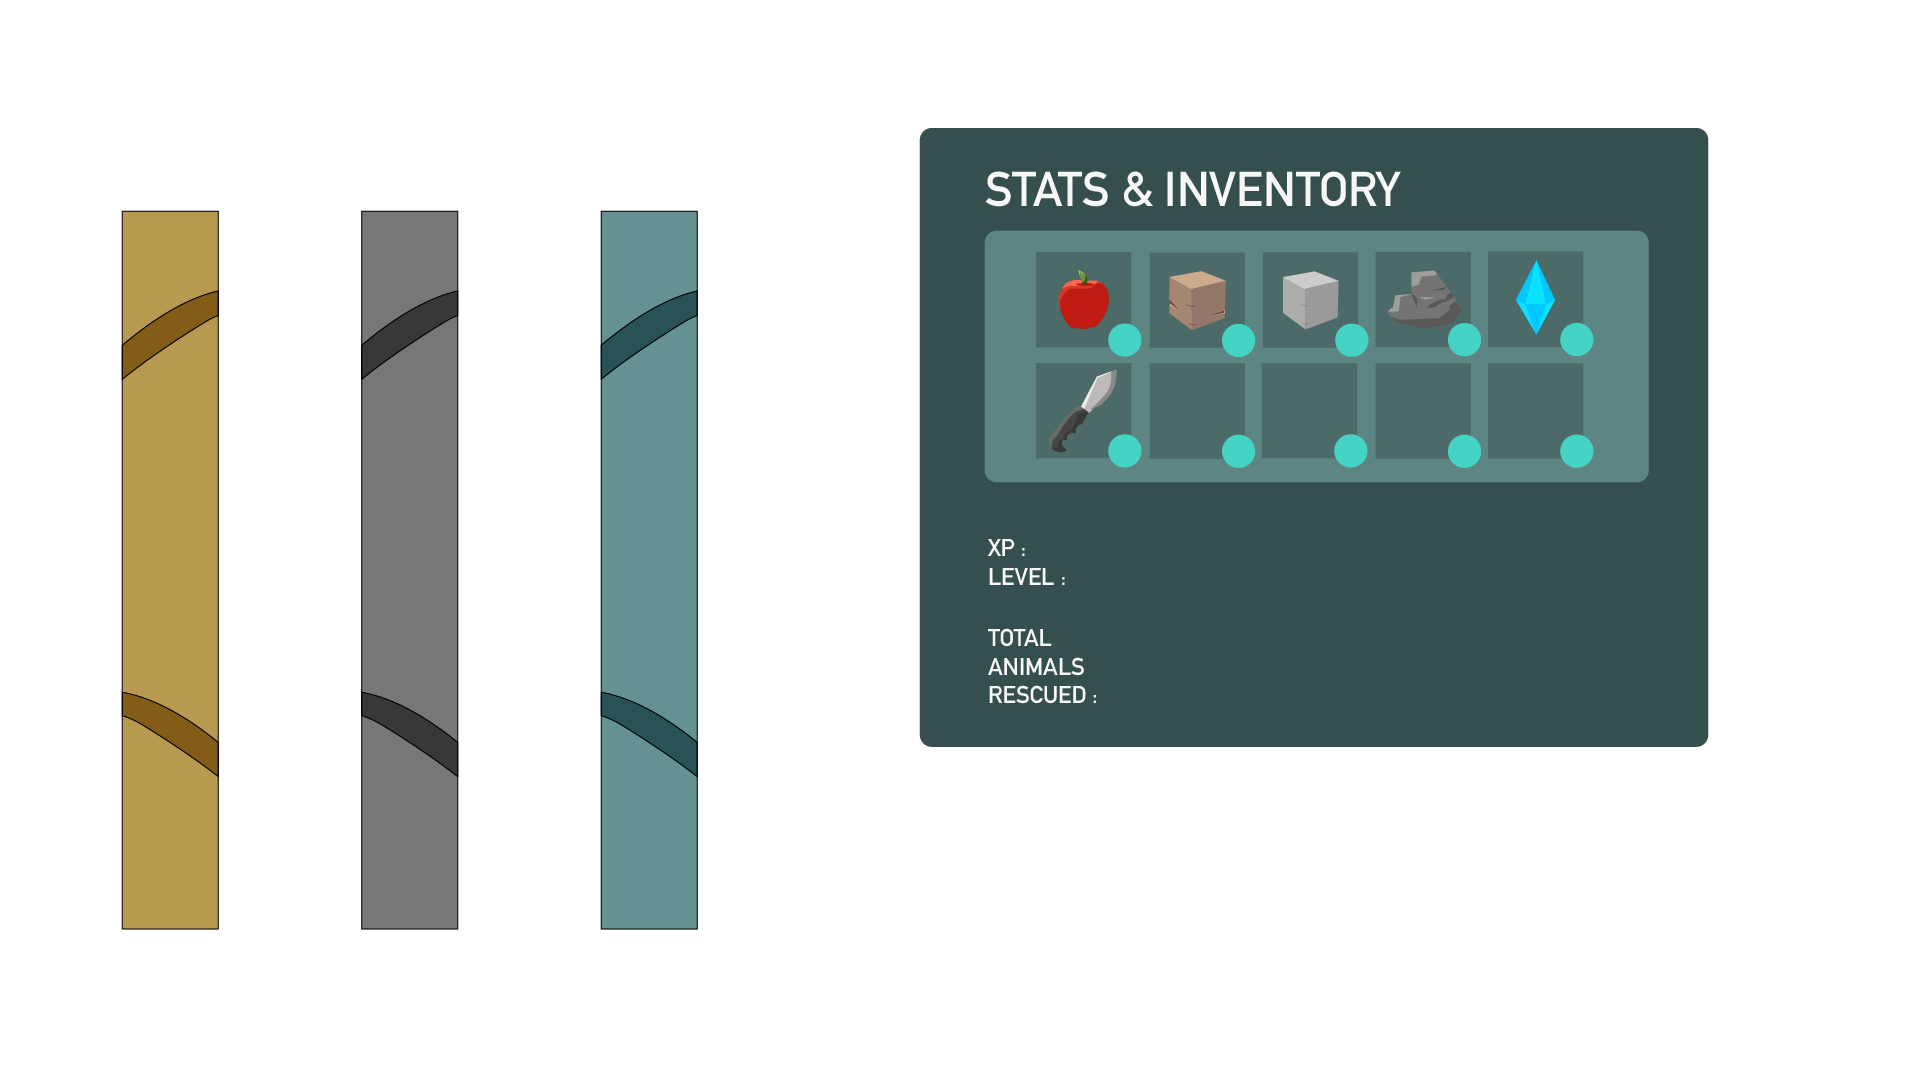 STATS & INVENTORY
XP :
LEVEL :
TOTAL
ANIMALS
RESCUED :